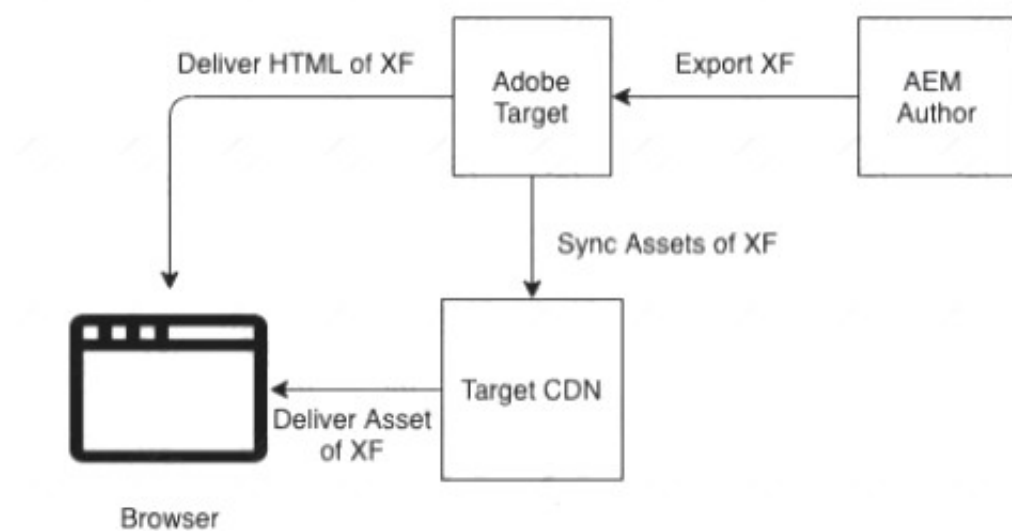 Deliver HTML of XF
Adobe
Target
Export XF
AEM
Author
Sync Assets of XF
Target CDN
Deliver Asset
of XF
Browser